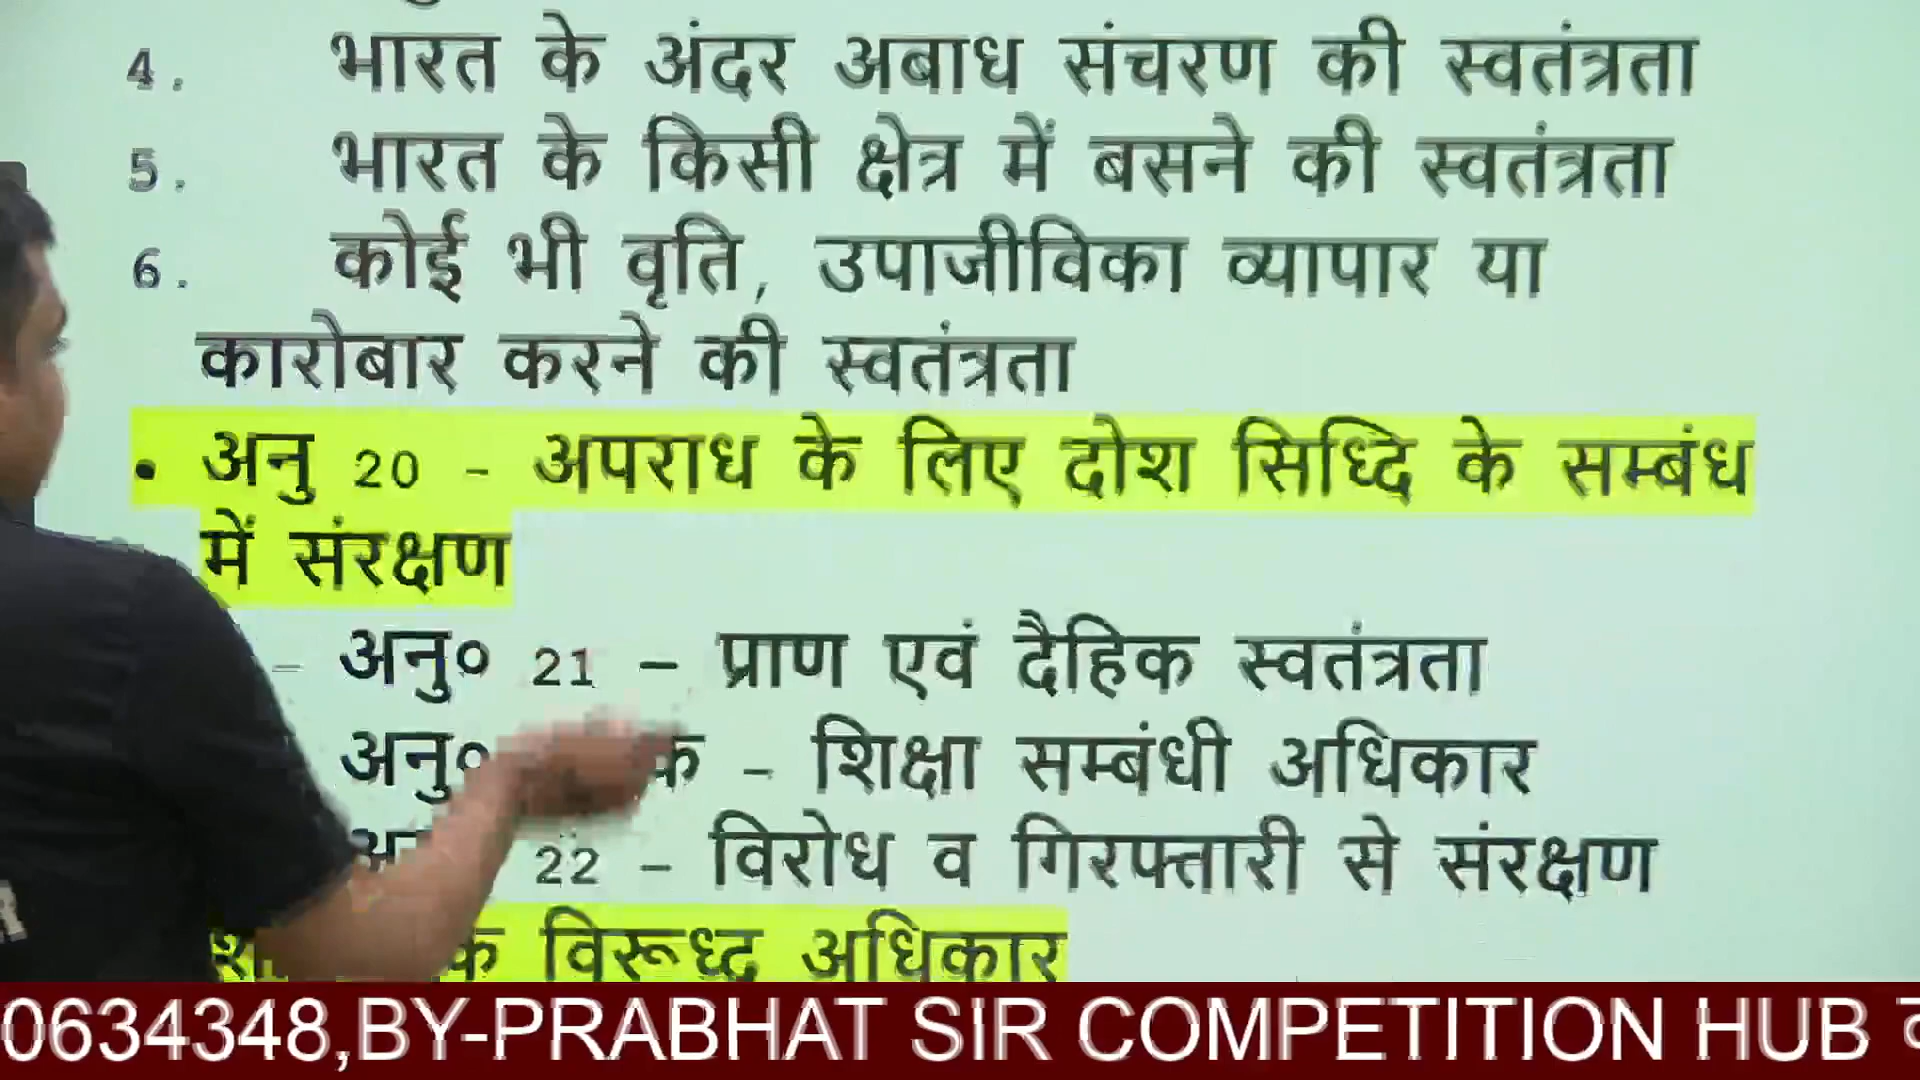 4. भारत के अंदर अबाध संचरण की स्वतंत्रता
5. भारत के किसी क्षेत्र में बसने की स्वतंत्रता
6. कोई भी वृति, उपाजीविका व्यापार या
कारोबार करने की स्वतंत्रता
• अनु 20 - अपराध के लिए दोश सिध्दि के सम्बंध
में संरक्षण
– अनु० 21 – प्राण एवं दैहिक स्वतंत्रता
अनु० क - शिक्षा सम्बंधी अधिकार
22 - विरोध व गिरफ्तारी से संरक्षण
विरूध्द अधिकार
0634348,BY-PRABHAT SIR COMPETITION HUB